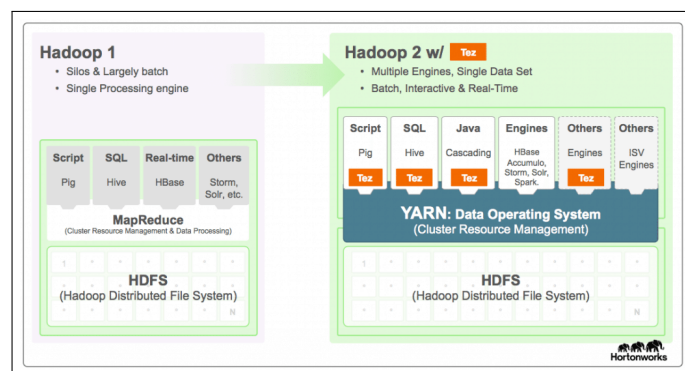 Hadoop 1
• Silos & Largely batch
• Single Processing engine
Script
Pig
SQL
Hive
Real-time
HBase
Others
Storm,
Solr, etc.
MapReduce
(Cluster Resource Management & Data Processing)
1
HDFS
(Hadoop Distributed File System)
N
Hadoop 2 w/ Tez
• Multiple Engines, Single Data Set
• Batch, Interactive & Real-Time
Script
Pig
Tez
SQL
Hive
Tez
Java
Cascading
Tez
Engines
HBase
Accumulo,
Storm, Solr,
Spark.
Others
Engines
Tez
Others
ISV
Engines
YARN: Data Operating System
(Cluster Resource Management)
1
HDFS
(Hadoop Distributed File System)
N
Hortonworks